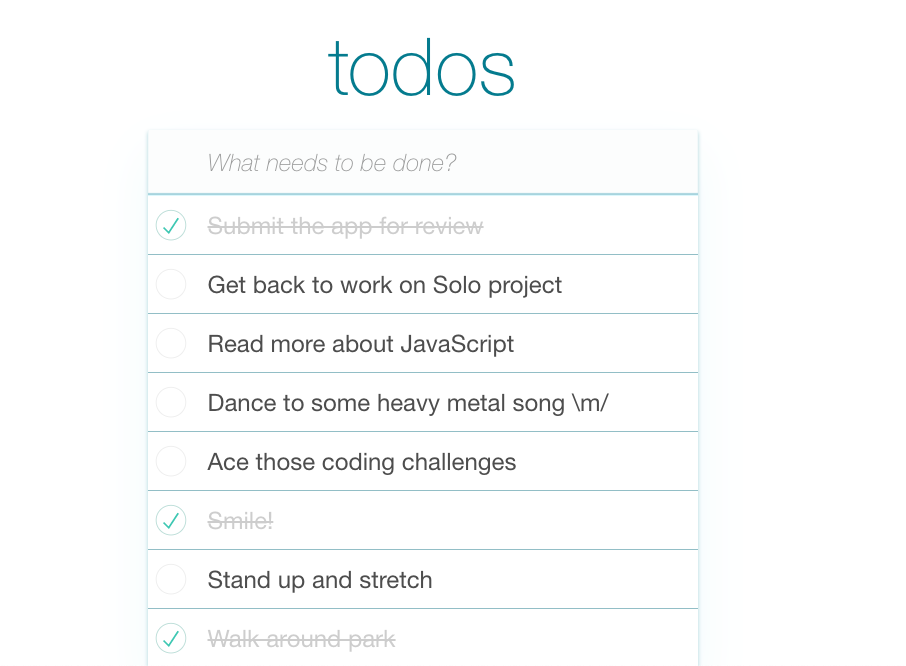 todos
What needs to be done?
Submit the app for review
Get back to work on Solo project
Read more about JavaScript
Dance to some heavy metal song \m/
Ace those coding challenges
Smile!
Stand up and stretch
Walk around park